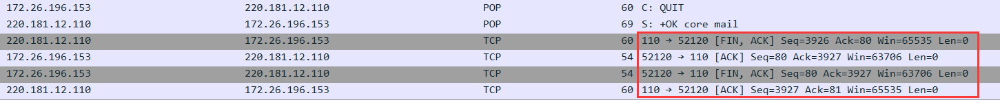 172.26.196.153 220.181.12.110 POP 60 C: QUIT
220.181.12.110 172.26.196.153 POP 69 S: +OK core mail
220.181.12.110 172.26.196.153 TCP 60 110 → 52120 [FIN, ACK] Seq=3926 Ack=80 Win=65535 Len=0
172.26.196.153 220.181.12.110 TCP 54 52120 → 110 [ACK] Seq=80 Ack=3927 Win=63706 Len=0
172.26.196.153 220.181.12.110 TCP 54 52120 → 110 [FIN, ACK] Seq=80 Ack=3927 Win=63706 Len=0
220.181.12.110 172.26.196.153 TCP 60 110 → 52120 [ACK] Seq=3927 Ack=81 Win=65535 Len=0